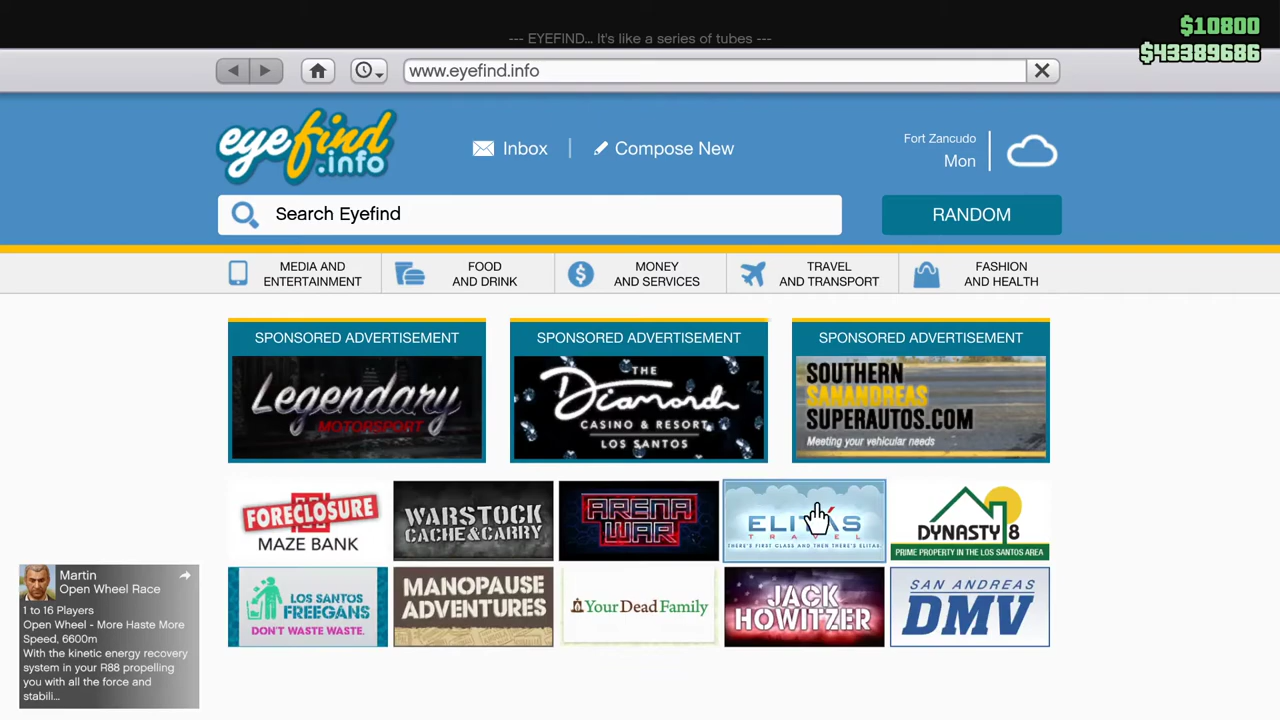 $10800
--- EYEFIND... It's like a series of tubes ---
$43389686
www.eyefind.info
eyefind
.info
Inbox
Compose New
Fort Zancudo
Mon
Search Eyefind
RANDOM
MEDIA AND
ENTERTAINMENT
FOOD
AND DRINK
MONEY
AND SERVICES
TRAVEL
AND TRANSPORT
FASHION
AND HEALTH
SPONSORED ADVERTISEMENT
Legendary
MOTORSPORT
SPONSORED ADVERTISEMENT
THE
Diamond
CASINO & RESORT
LOS SANTOS
SPONSORED ADVERTISEMENT
SOUTHERN
SANANDREAS
SUPERAUTOS.COM
Meeting your vehicular needs
FORECLOSURE
MAZE BANK
WARSTOCK
CACHE&CARRY
ARENA
WAR
ELITÁS
TRAVEL
THERE'S FIRST CLASS AND THEN THERE'S ELITAS
DYNASTY 8
PRIME PROPERTY IN THE LOS SANTOS AREA
LOS SANTOS
FREEGANS
DON'T WASTE WASTE.
MANOPAUSE
ADVENTURES
YourDeadFamily
JACK
HOWITZER
SAN ANDREAS
DMV
Martin
Open Wheel Race
1 to 16 Players
Open Wheel - More Haste More
Speed, 6600m
With the kinetic energy recovery
system in your R88 propelling
you with all the force and
stabili...